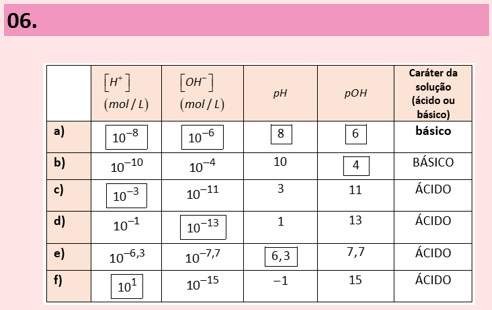 06.
[H⁺] (mol / L) [OH⁻] (mol / L) pH pOH Caráter da solução (ácido ou básico)
a) 10⁻⁸ 10⁻⁶ 8 6 básico
b) 10⁻¹⁰ 10⁻⁴ 10 4 BÁSICO
c) 10⁻³ 10⁻¹¹ 3 11 ÁCIDO
d) 10⁻¹ 10⁻¹³ 1 13 ÁCIDO
e) 10⁻⁶,³ 10⁻⁷,⁷ 6,3 7,7 ÁCIDO
f) 10¹ 10⁻¹⁵ −1 15 ÁCIDO